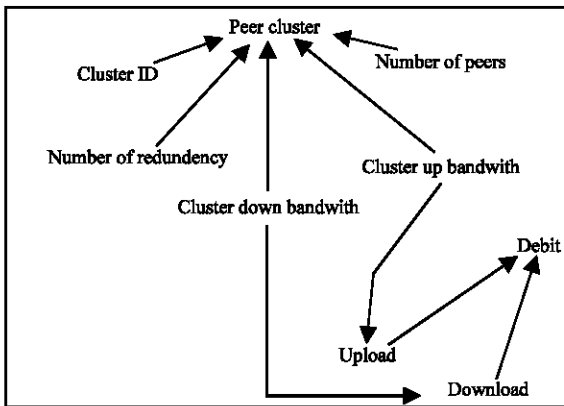 Peer cluster
Number of peers
Cluster ID
Number of redundency
Cluster up bandwith
Cluster down bandwith
Debit
Upload
Download